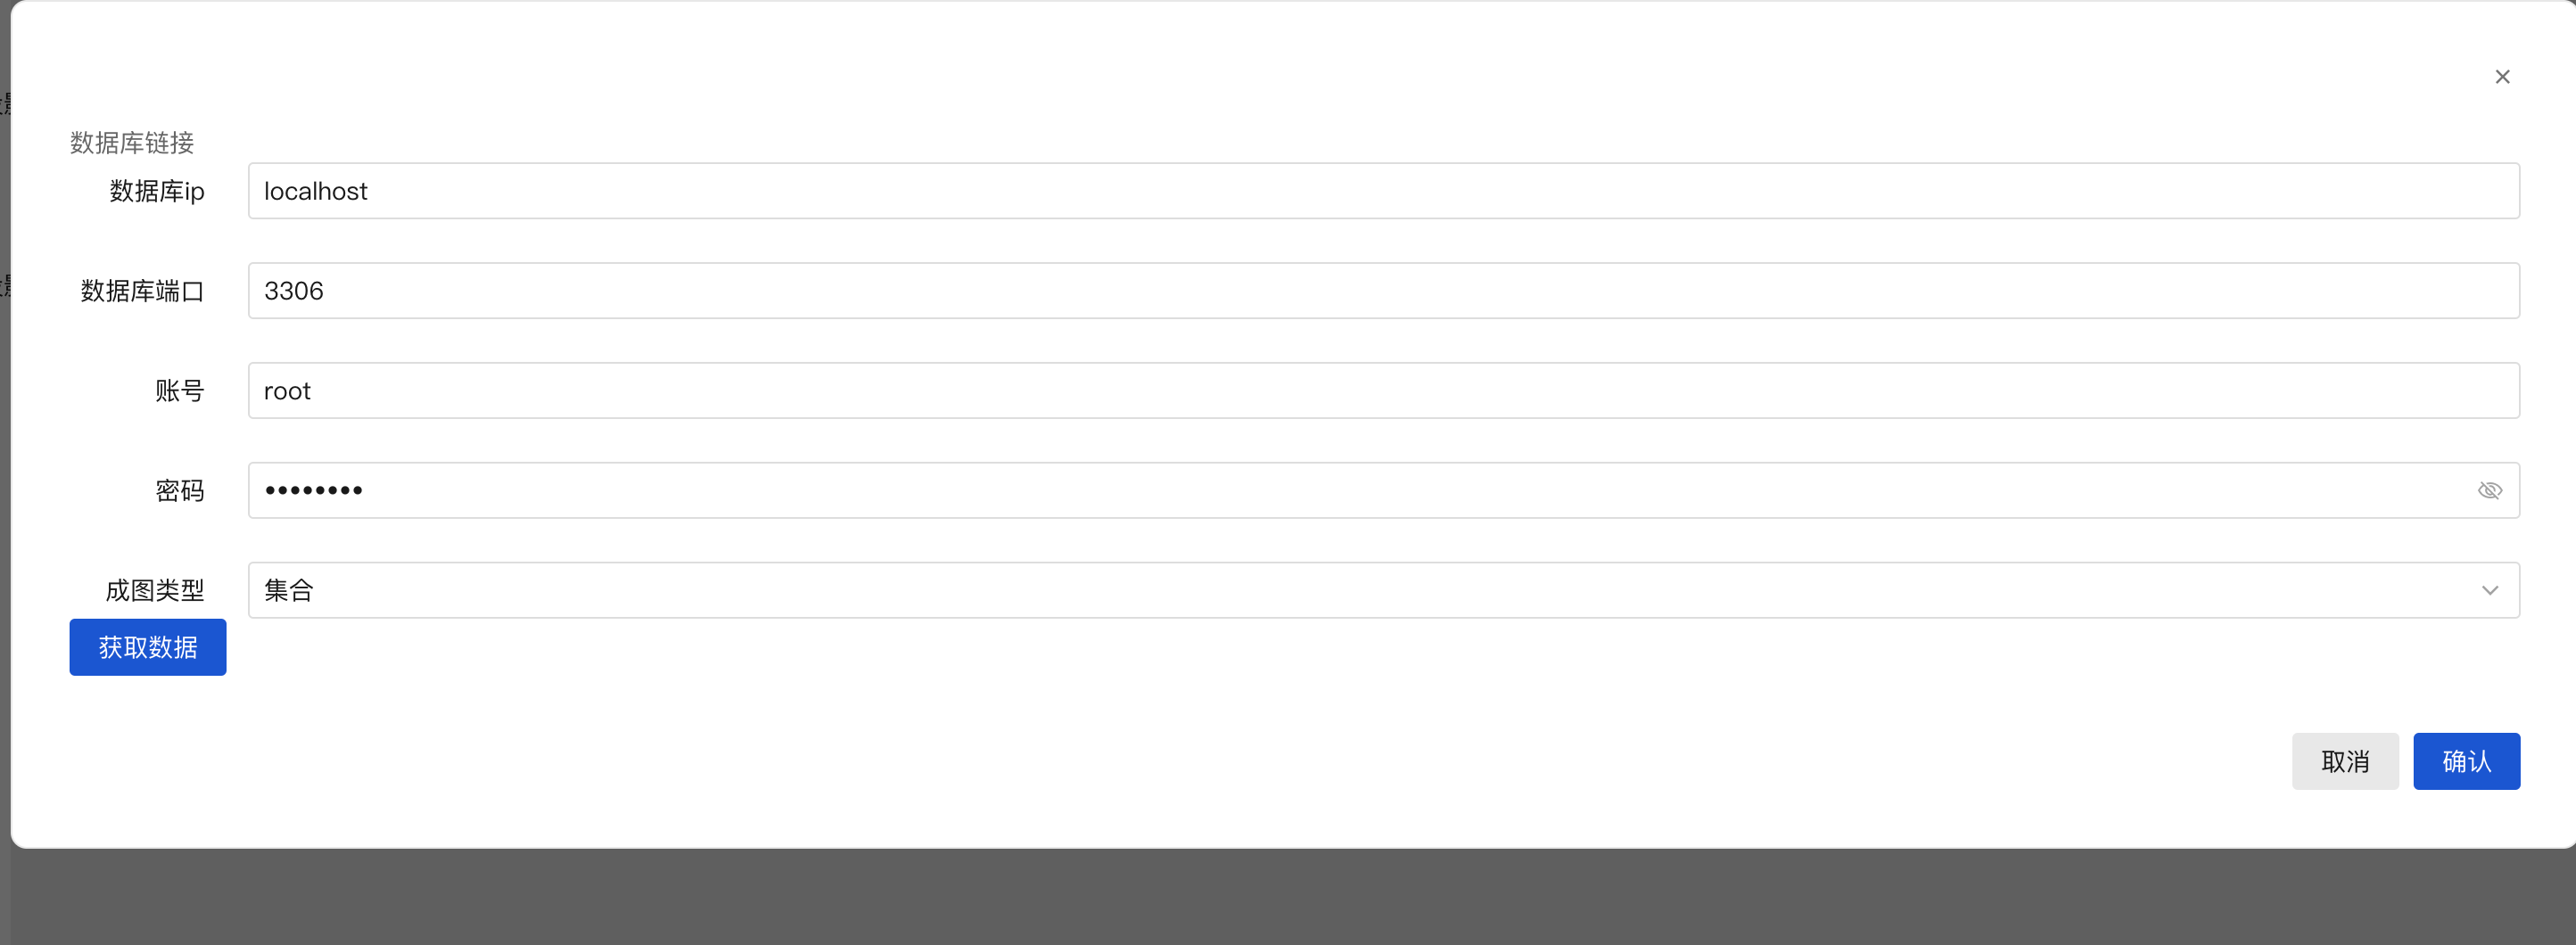 数据库链接
数据库ip localhost
数据库端口 3306
账号 root
密码 ••••••••
成图类型 集合
获取数据
取消 确认